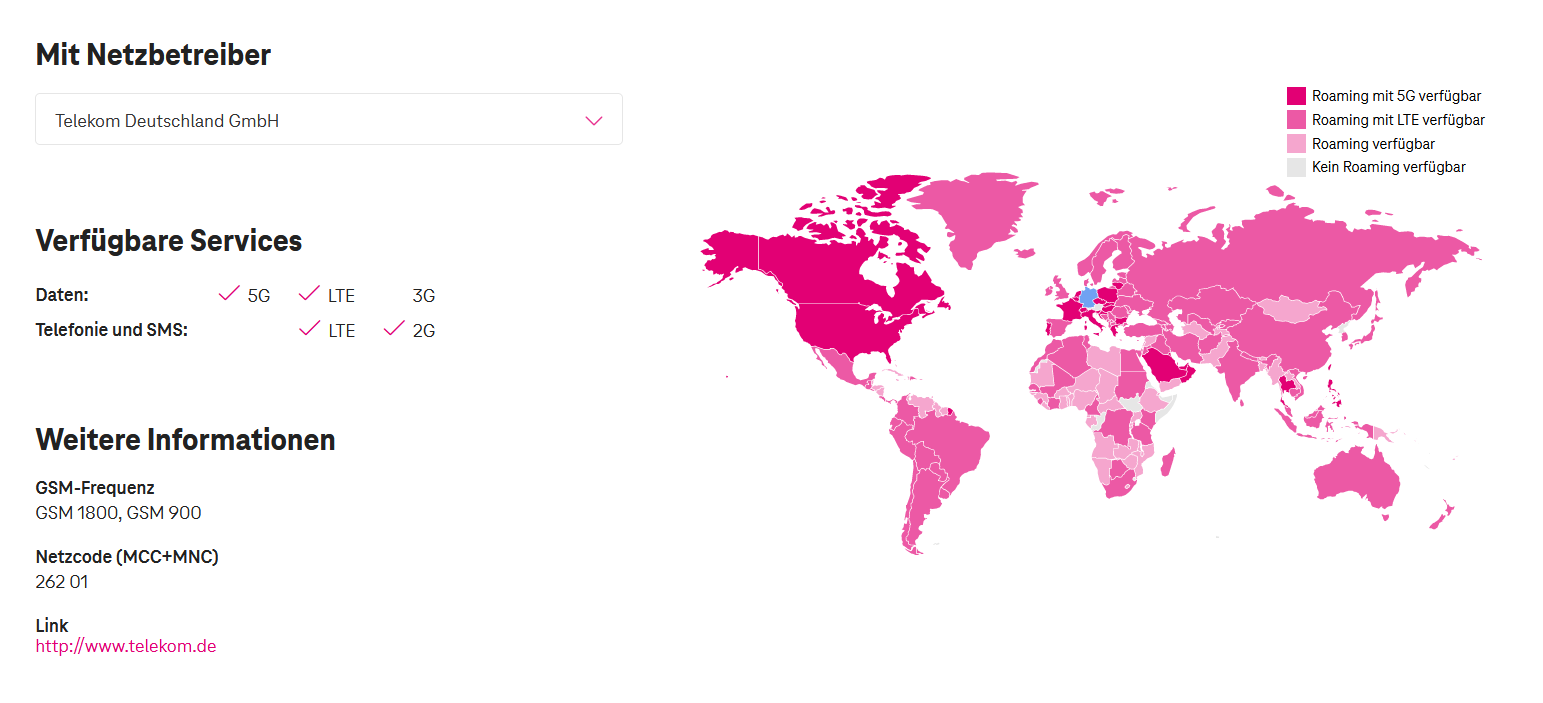 Mit Netzbetreiber
Telekom Deutschland GmbH
Roaming mit 5G verfügbar
Roaming mit LTE verfügbar
Roaming verfügbar
Kein Roaming verfügbar
Verfügbare Services
Daten: 5G LTE 3G
Telefonie und SMS: LTE 2G
Weitere Informationen
GSM-Frequenz
GSM 1800, GSM 900
Netzcode (MCC+MNC)
262 01
Link
http://www.telekom.de